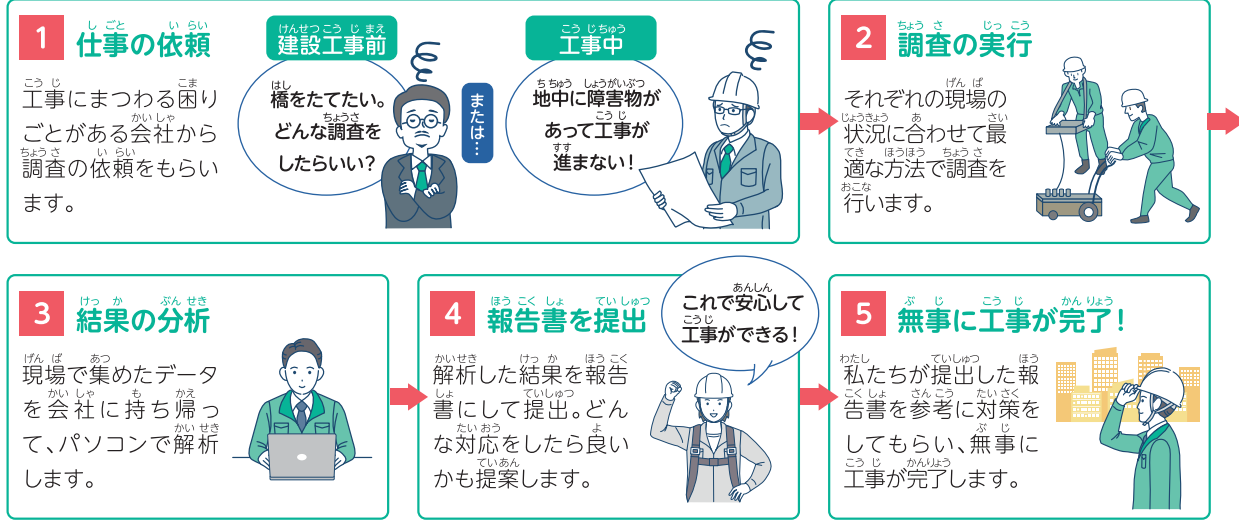 1 仕事の依頼
工事にまつわる困り
ごとがある会社から
調査の依頼をもらい
ます。
建設工事前
橋をたてたい。
どんな調査を
したらいい？
または…
工事中
地中に障害物が
あって工事が
進まない！
2 調査の実行
それぞれの現場の
状況に合わせて最
適な方法で調査を
行います。
3 結果の分析
現場で集めたデータ
を会社に持ち帰っ
て、パソコンで解析
します。
4 報告書を提出
解析した結果を報告
書にして提出。どん
な対応をしたら良い
かも提案します。
これで安心して
工事ができる！
5 無事に工事が完了！
私たちが提出した報
告書を参考に対策を
してもらい、無事に
工事が完了します。